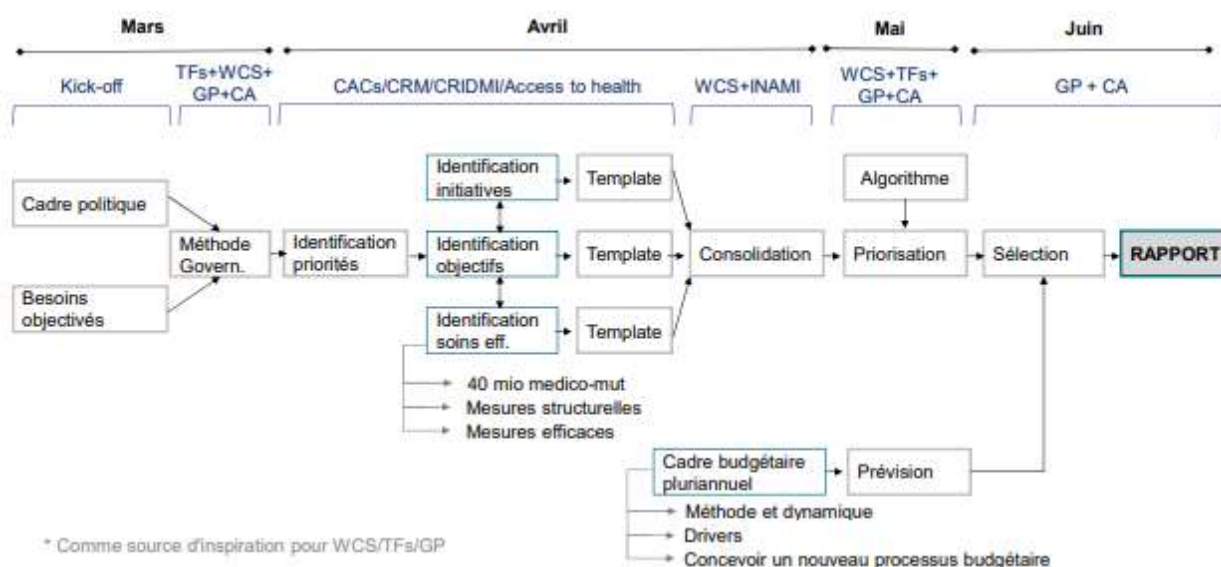 Mars
Avril
Mai
Juin
Kick-off
TFs+WCS+
GP+CA
CACs/CRM/CRIDMI/Access to health
WCS+INAMI
WCS+TFs+
GP+CA
GP + CA
Cadre politique
Besoins
objectivés
Méthode
Govern.
Identification
priorités
Identification
initiatives
Template
Identification
objectifs
Template
Identification
soins eff.
Template
Consolidation
Algorithme
Priorisation
Sélection
RAPPORT
40 mio medico-mut
Mesures structurelles
Mesures efficaces
Cadre budgétaire
pluriannuel
Prévision
Méthode et dynamique
Drivers
Concevoir un nouveau processus budgétaire
* Comme source d'inspiration pour WCS/TFs/GP